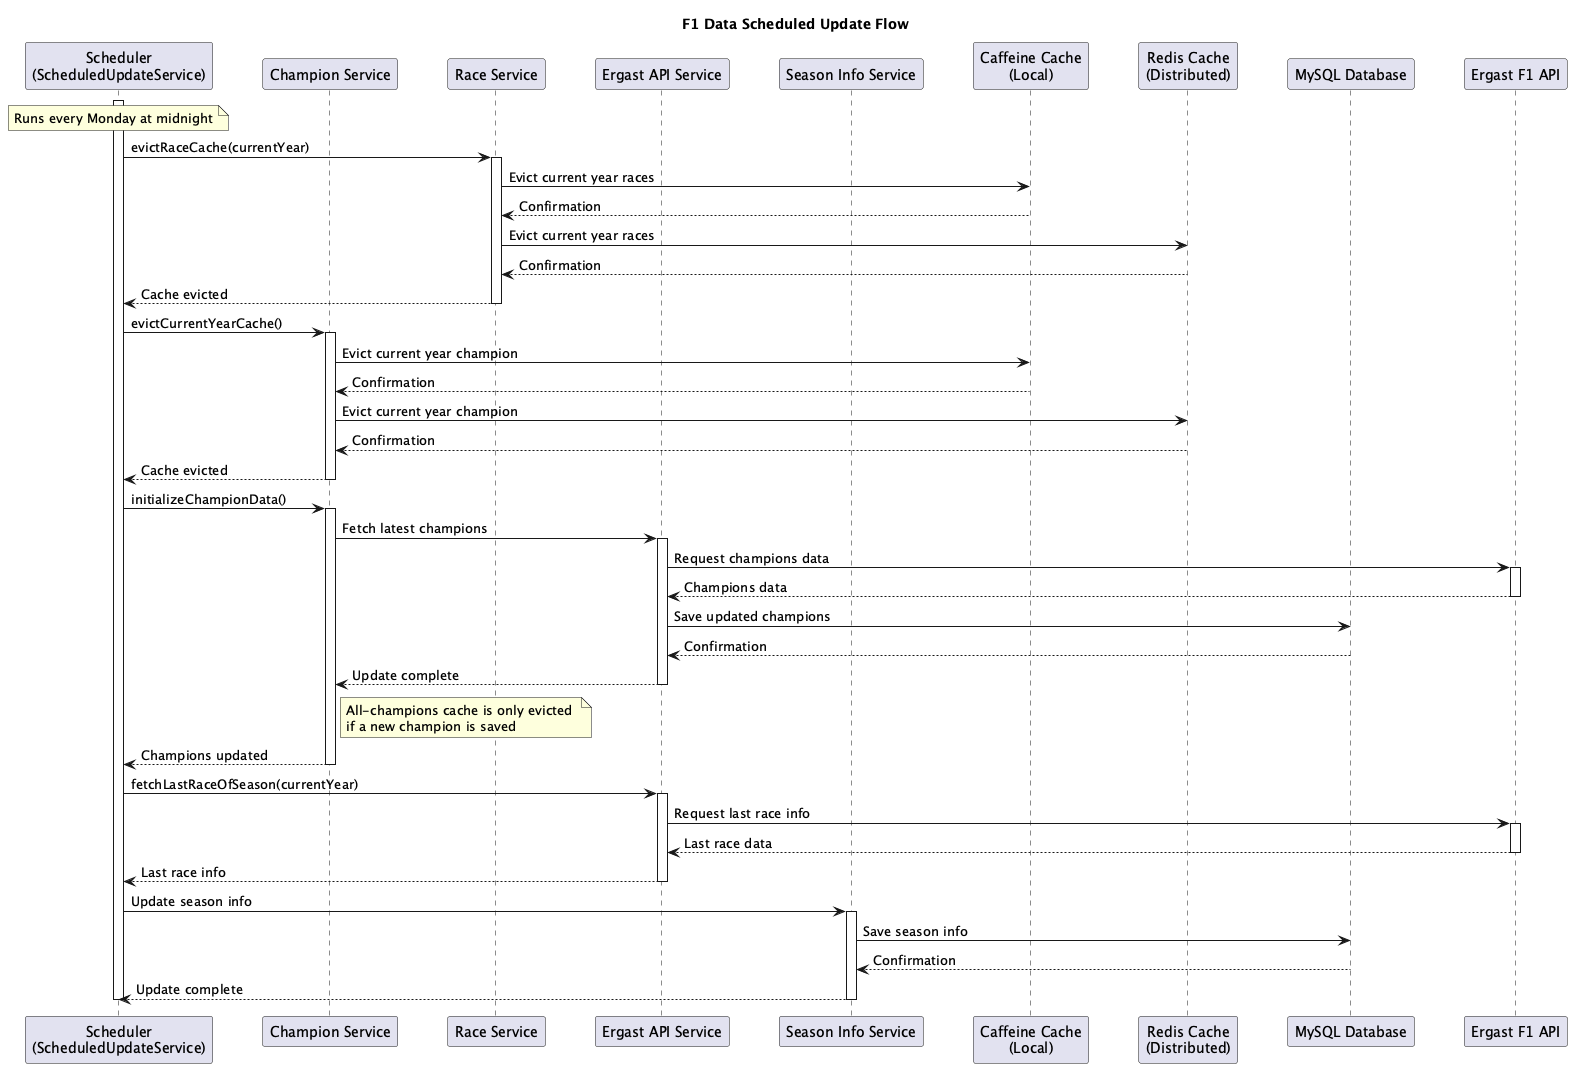 F1 Data Scheduled Update Flow
Scheduler
(ScheduledUpdateService)
Champion Service
Race Service
Ergast API Service
Season Info Service
Caffeine Cache
(Local)
Redis Cache
(Distributed)
MySQL Database
Ergast F1 API
Runs every Monday at midnight
evictRaceCache(currentYear)
Evict current year races
Confirmation
Evict current year races
Confirmation
Cache evicted
evictCurrentYearCache()
Evict current year champion
Confirmation
Evict current year champion
Confirmation
Cache evicted
initializeChampionData()
Fetch latest champions
Request champions data
Champions data
Save updated champions
Confirmation
Update complete
All-champions cache is only evicted
if a new champion is saved
Champions updated
fetchLastRaceOfSeason(currentYear)
Request last race info
Last race data
Last race info
Update season info
Save season info
Confirmation
Update complete
Scheduler
(ScheduledUpdateService)
Champion Service
Race Service
Ergast API Service
Season Info Service
Caffeine Cache
(Local)
Redis Cache
(Distributed)
MySQL Database
Ergast F1 API